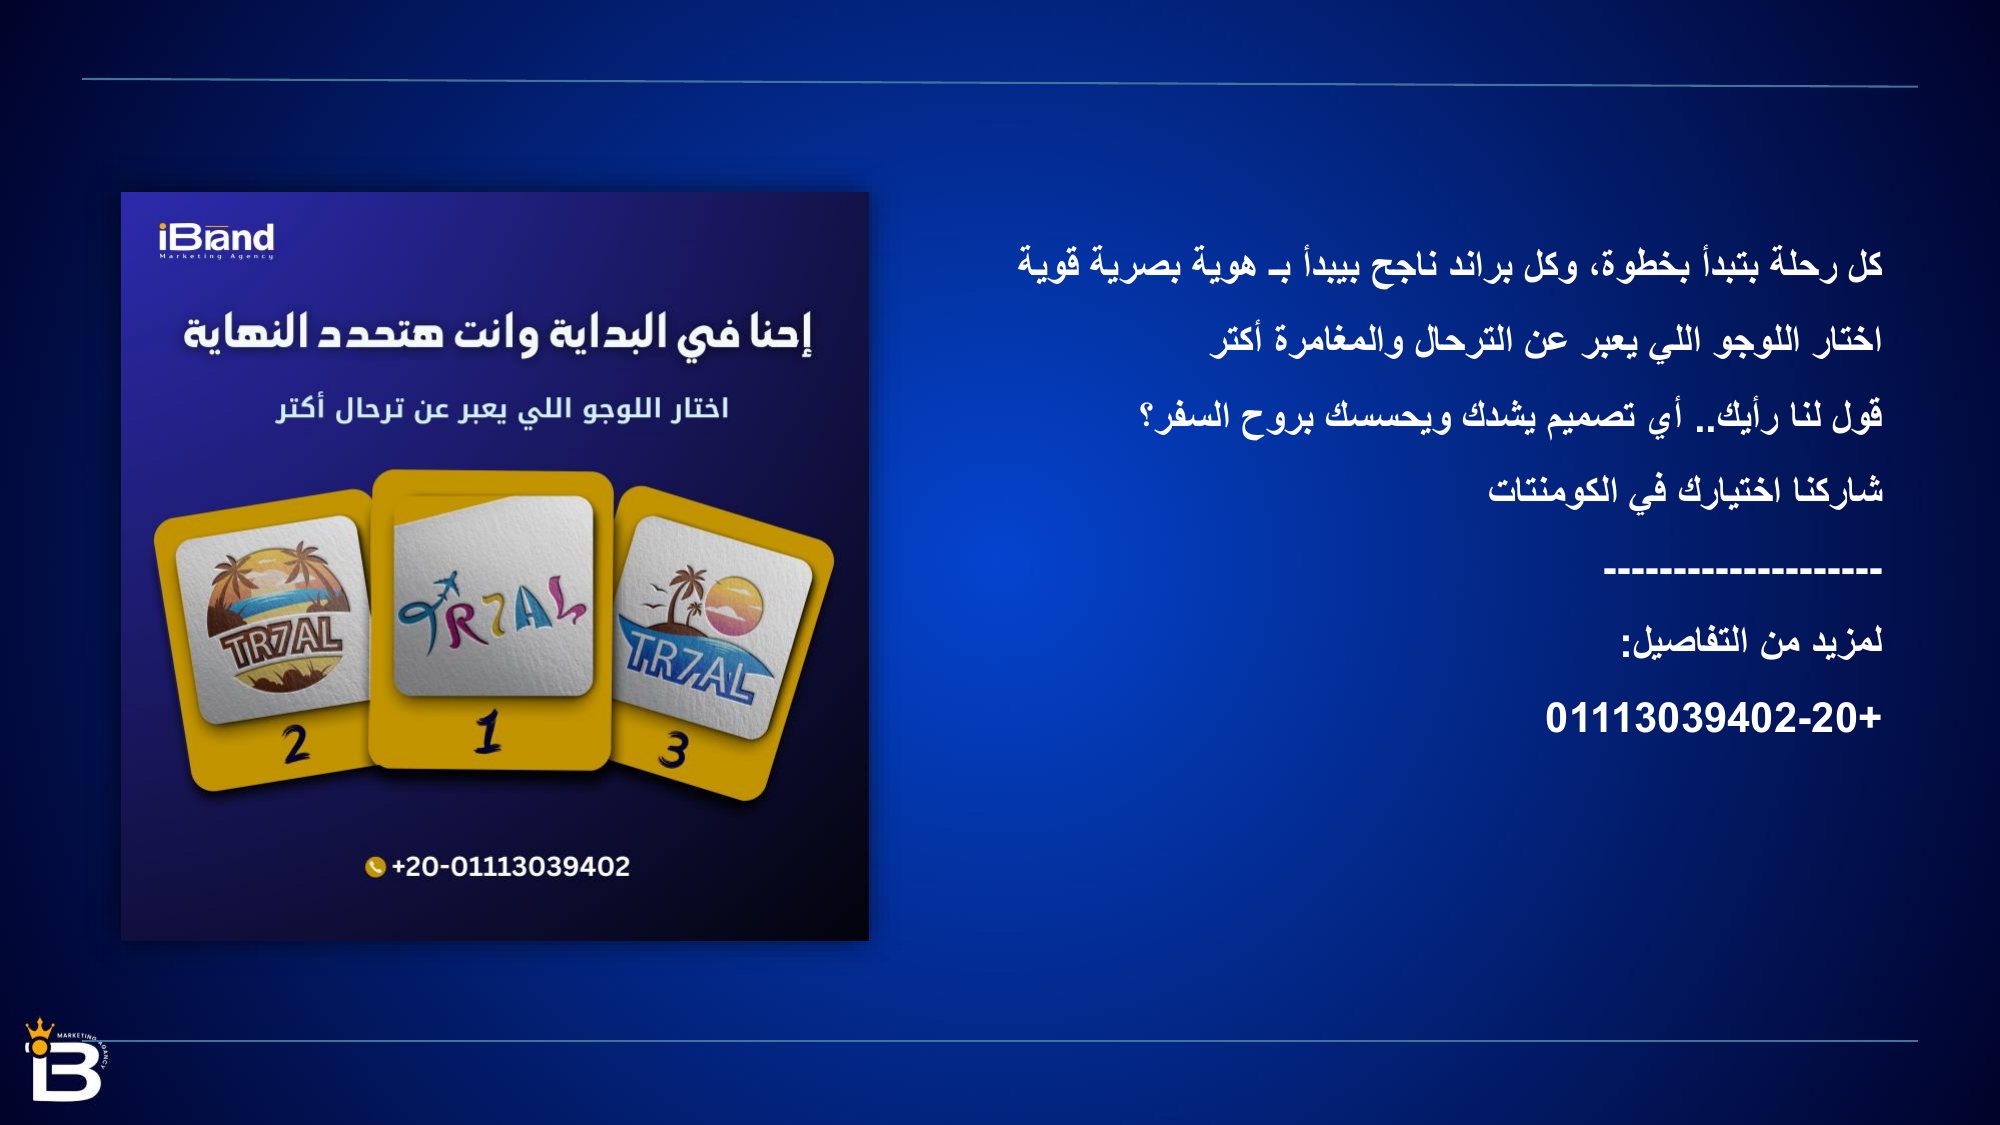 iBrand
Marketing Agency
إحنا في البداية وانت هتحدد النهاية
اختار اللوجو اللي يعبر عن ترحال أكتر
TR7AL
2
TR7AL
1
TR7AL
3
+20-01113039402
كل رحلة بتبدأ بخطوة، وكل براند ناجح بيبدأ بـ هوية بصرية قوية
اختار اللوجو اللي يعبر عن الترحال والمغامرة أكتر
قول لنا رأيك.. أي تصميم يشدك ويحسسك بروح السفر؟
شاركنا اختيارك في الكومنتات
--------------------
لمزيد من التفاصيل:
01113039402-20+
MARKETING AGANCY
iB